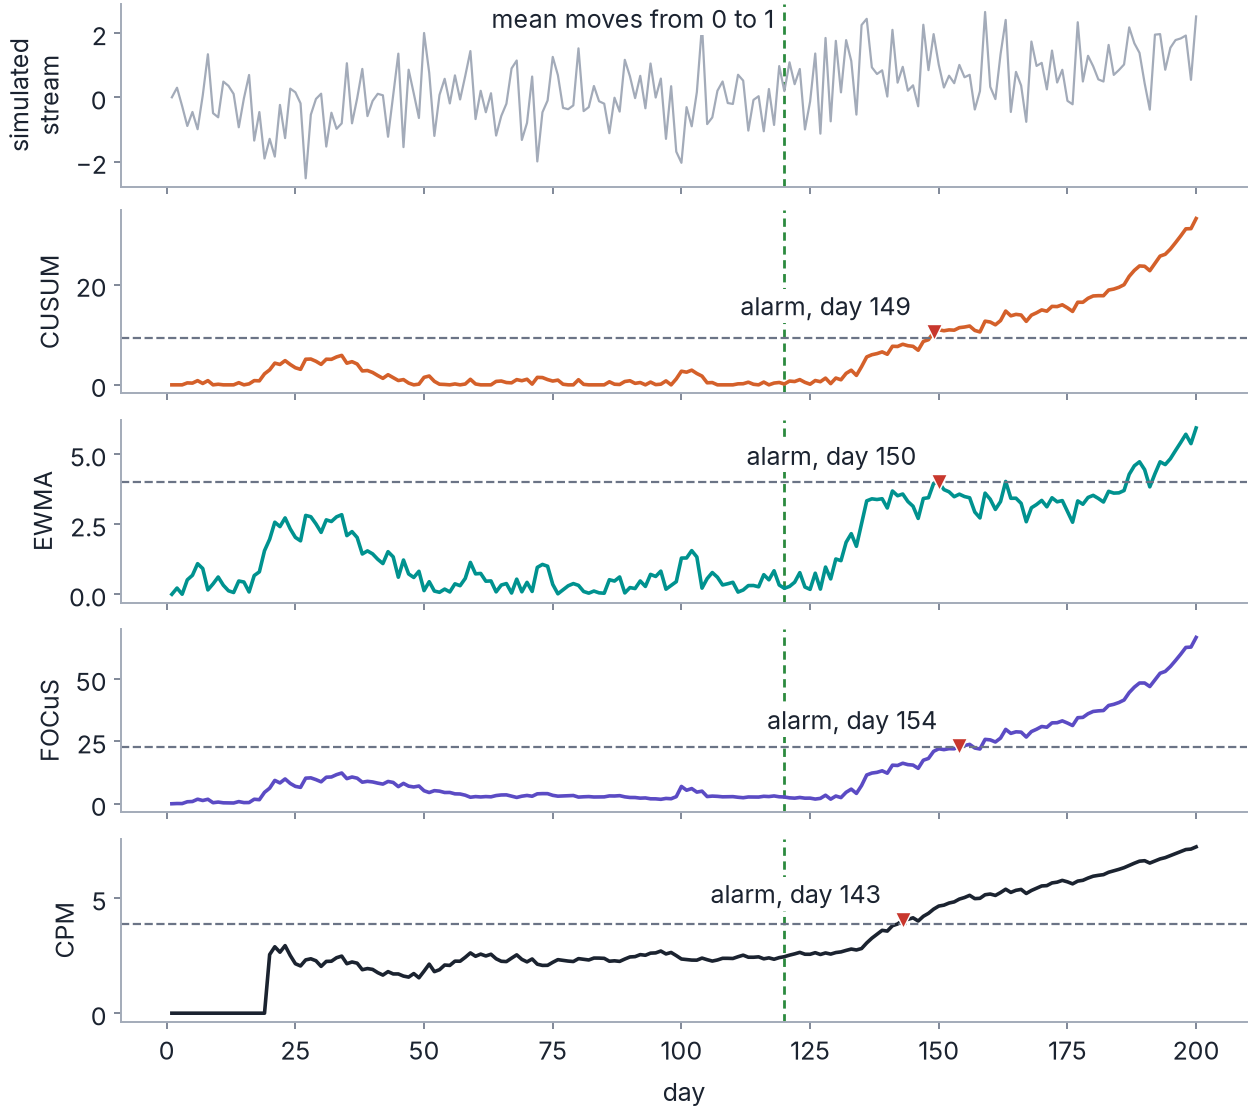 mean moves from 0 to 1
simulated
stream
2
0
−2
CUSUM
20
0
alarm, day 149
EWMA
5.0
2.5
0.0
alarm, day 150
FOCuS
50
25
0
alarm, day 154
CPM
5
0
alarm, day 143
0 25 50 75 100 125 150 175 200
day